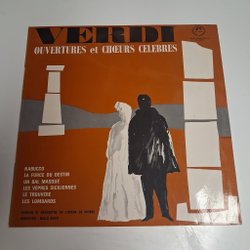 VERDI
OUVERTURES et CHŒURS CELEBRES
NABUCCO
LA FORCE DU DESTIN
UN BAL MASQUÉ
LES VÊPRES SICILIENNES
LE TROUVÈRE
LES LOMBARDS